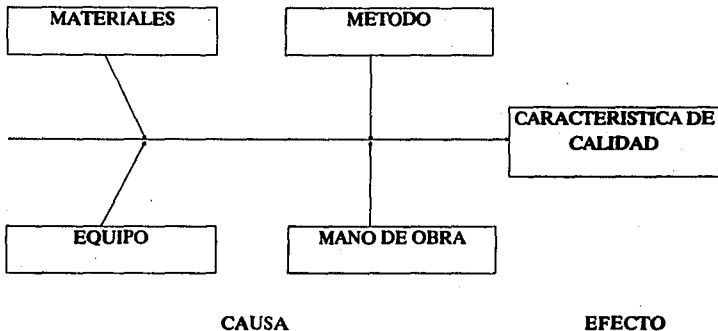 MATERIALES
METODO
CARACTERISTICA DE
CALIDAD
EQUIPO
MANO DE OBRA
CAUSA
EFECTO